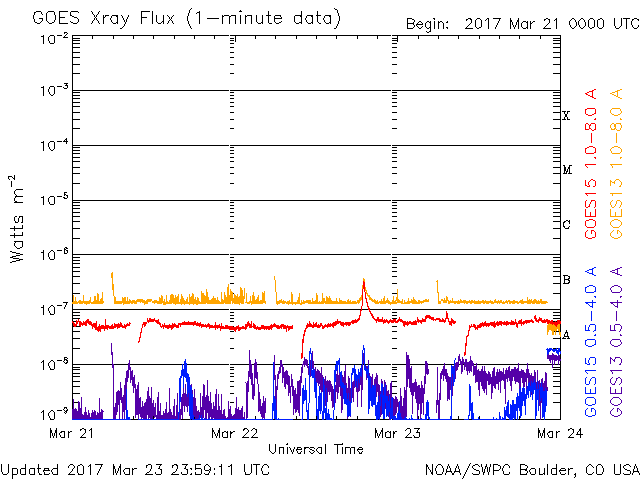 GOES Xray Flux (1-minute data)
Begin: 2017 Mar 21 0000 UTC
10^-2
10^-3
10^-4
10^-5
10^-6
10^-7
10^-8
10^-9
Watts m^-2
X
M
C
B
A
GOES15 1.0-8.0 A
GOES13 1.0-8.0 A
GOES15 0.5-4.0 A
GOES13 0.5-4.0 A
Mar 21 Mar 22 Mar 23 Mar 24
Universal Time
Updated 2017 Mar 23 23:59:11 UTC
NOAA/SWPC Boulder, CO USA